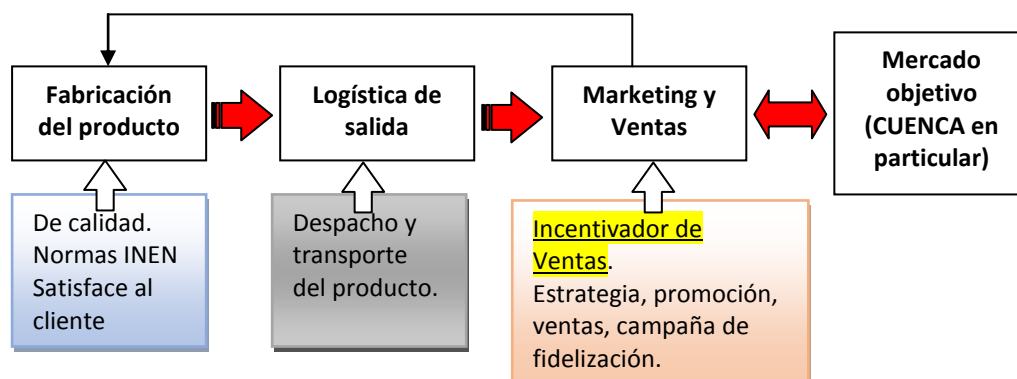 Fabricación
del producto
Logística de
salida
Marketing y
Ventas
Mercado
objetivo
(CUENCA en
particular)
De calidad.
Normas INEN
Satisface al
cliente
Despacho y
transporte
del producto.
Incentivador de
Ventas.
Estrategia, promoción,
ventas, campaña de
fidelización.